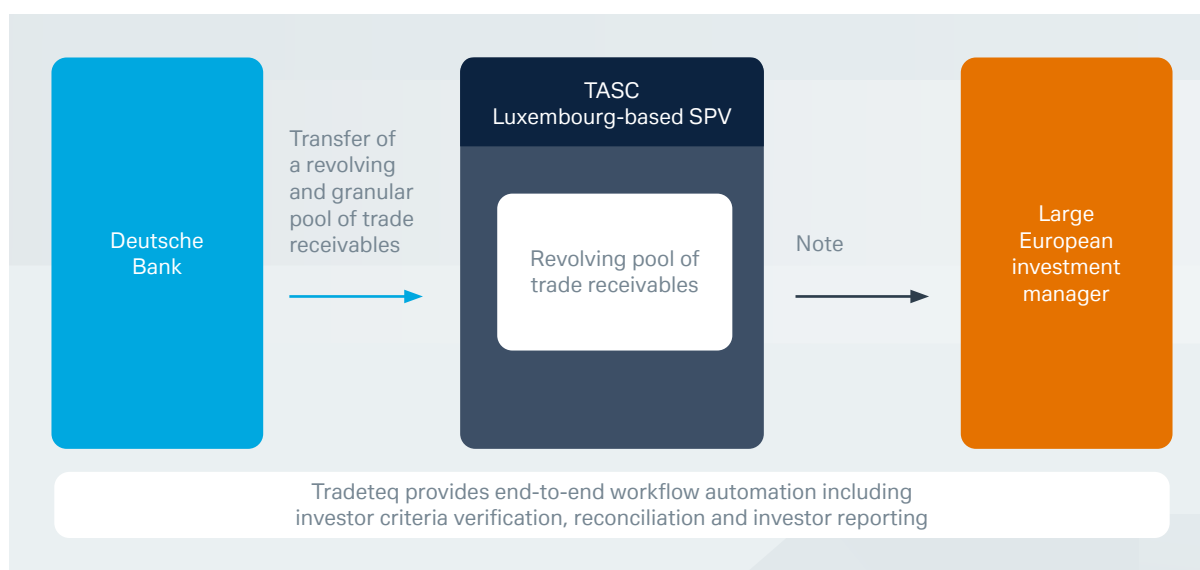 Deutsche
Bank
Transfer of
a revolving
and granular
pool of trade
receivables
TASC
Luxembourg-based SPV
Revolving pool of
trade receivables
Note
Large
European
investment
manager
Tradeteq provides end-to-end workflow automation including
investor criteria verification, reconciliation and investor reporting